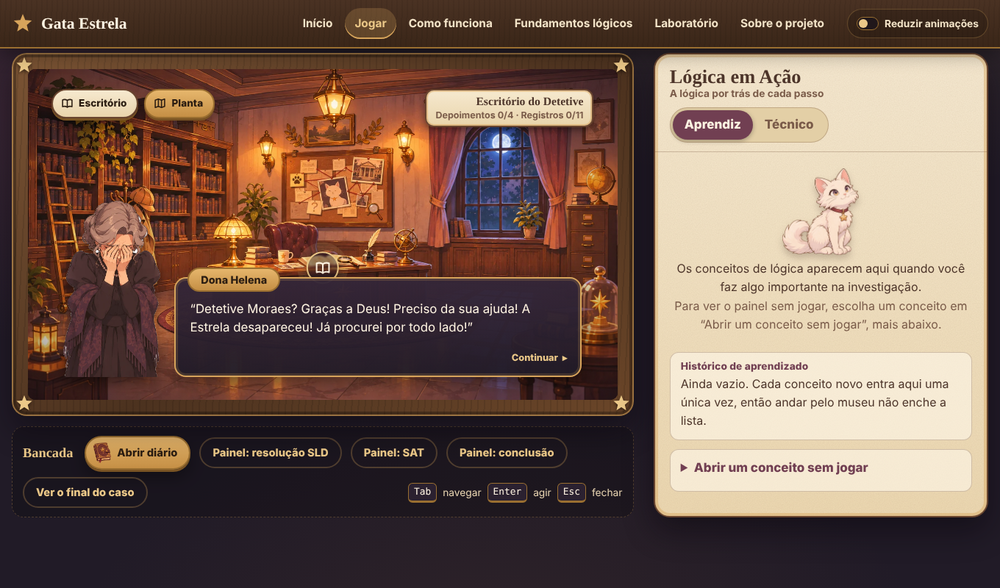 Gata Estrela
Início
Jogar
Como funciona
Fundamentos lógicos
Laboratório
Sobre o projeto
Reduzir animações
Escritório
Planta
Escritório do Detetive
Depoimentos 0/4 · Registros 0/11
Dona Helena
“Detetive Moraes? Graças a Deus! Preciso da sua ajuda! A
Estrela desapareceu! Já procurei por todo lado!”
Continuar ▸
Bancada
Abrir diário
Painel: resolução SLD
Painel: SAT
Painel: conclusão
Ver o final do caso
Tab navegar Enter agir Esc fechar
Lógica em Ação
A lógica por trás de cada passo
Aprendiz
Técnico
Os conceitos de lógica aparecem aqui quando você
faz algo importante na investigação.
Para ver o painel sem jogar, escolha um conceito em
“Abrir um conceito sem jogar”, mais abaixo.
Histórico de aprendizado
Ainda vazio. Cada conceito novo entra aqui uma
única vez, então andar pelo museu não enche a
lista.
▸ Abrir um conceito sem jogar